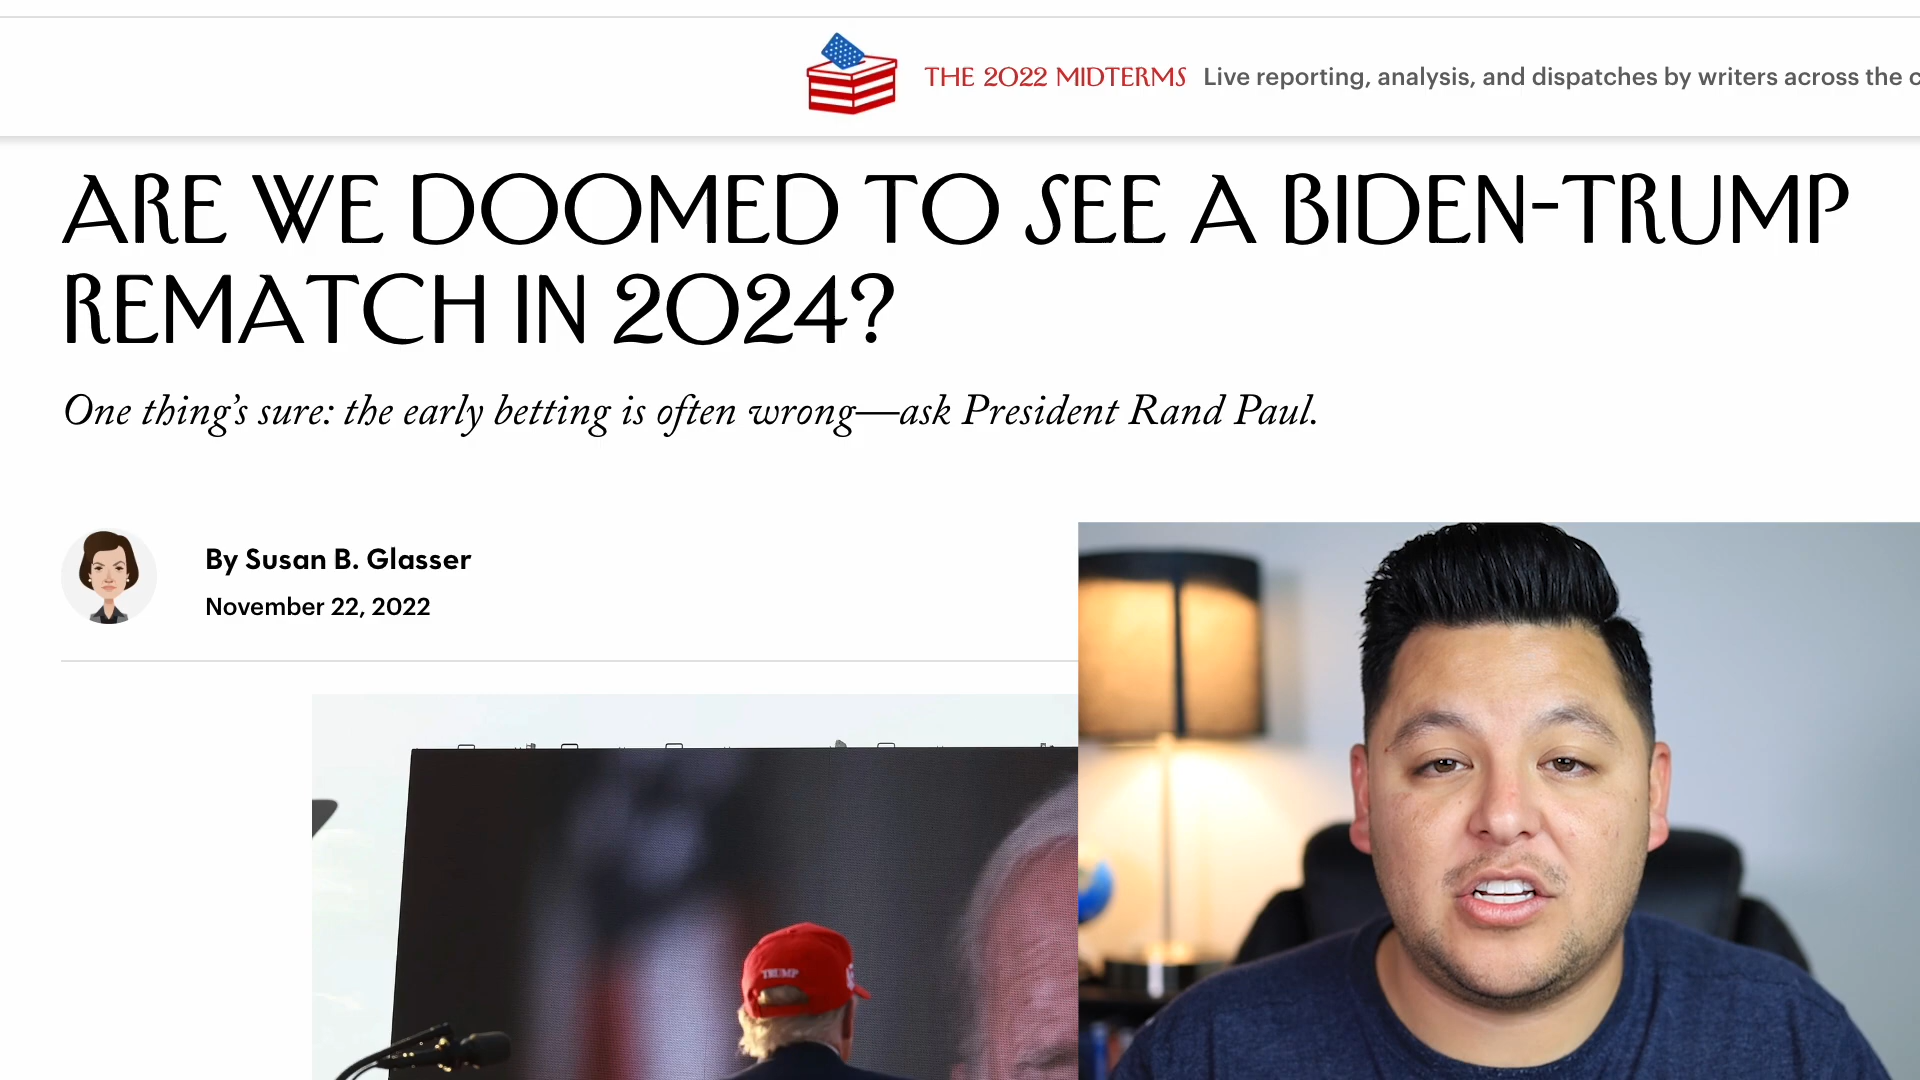 THE 2022 MIDTERMS Live reporting, analysis, and dispatches by writers across the
ARE WE DOOMED TO SEE A BIDEN-TRUMP
REMATCH IN 2024?
One thing’s sure: the early betting is often wrong—ask President Rand Paul.
By Susan B. Glasser
November 22, 2022
TRUMP